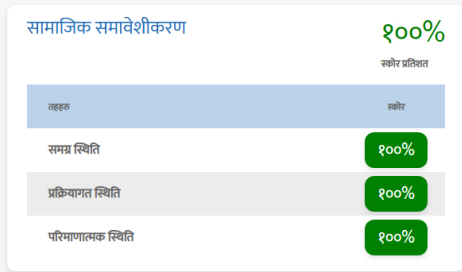 सामाजिक समावेशीकरण १००%
स्कोर प्रतिशत
तहहरु स्कोर
समग्र स्थिति १००%
प्रक्रियागत स्थिति १००%
परिमाणात्मक स्थिति १००%